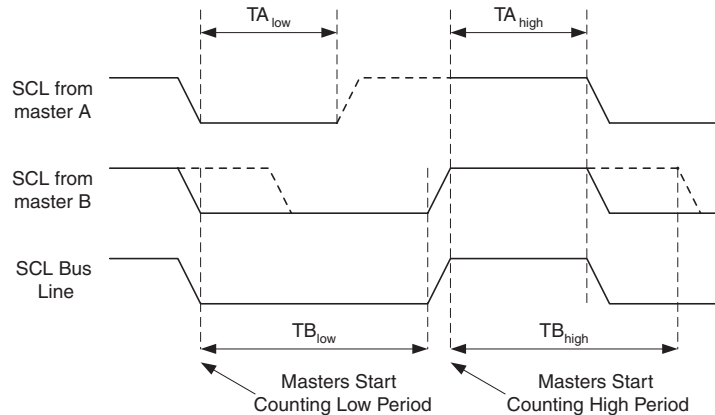 TA low
TA high
SCL from
master A
SCL from
master B
SCL Bus
Line
TB low
TB high
Masters Start
Counting Low Period
Masters Start
Counting High Period